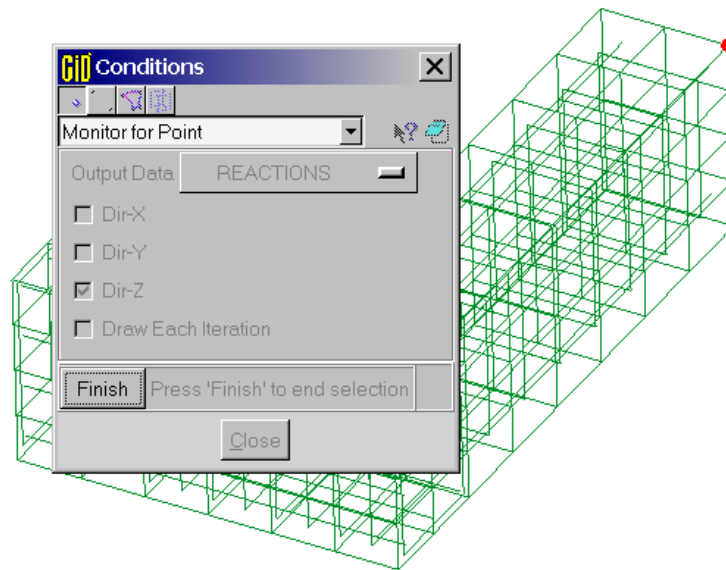 GiD Conditions
Monitor for Point
Output Data REACTIONS
Dir-X
Dir-Y
Dir-Z
Draw Each Iteration
Finish Press 'Finish' to end selection
Close